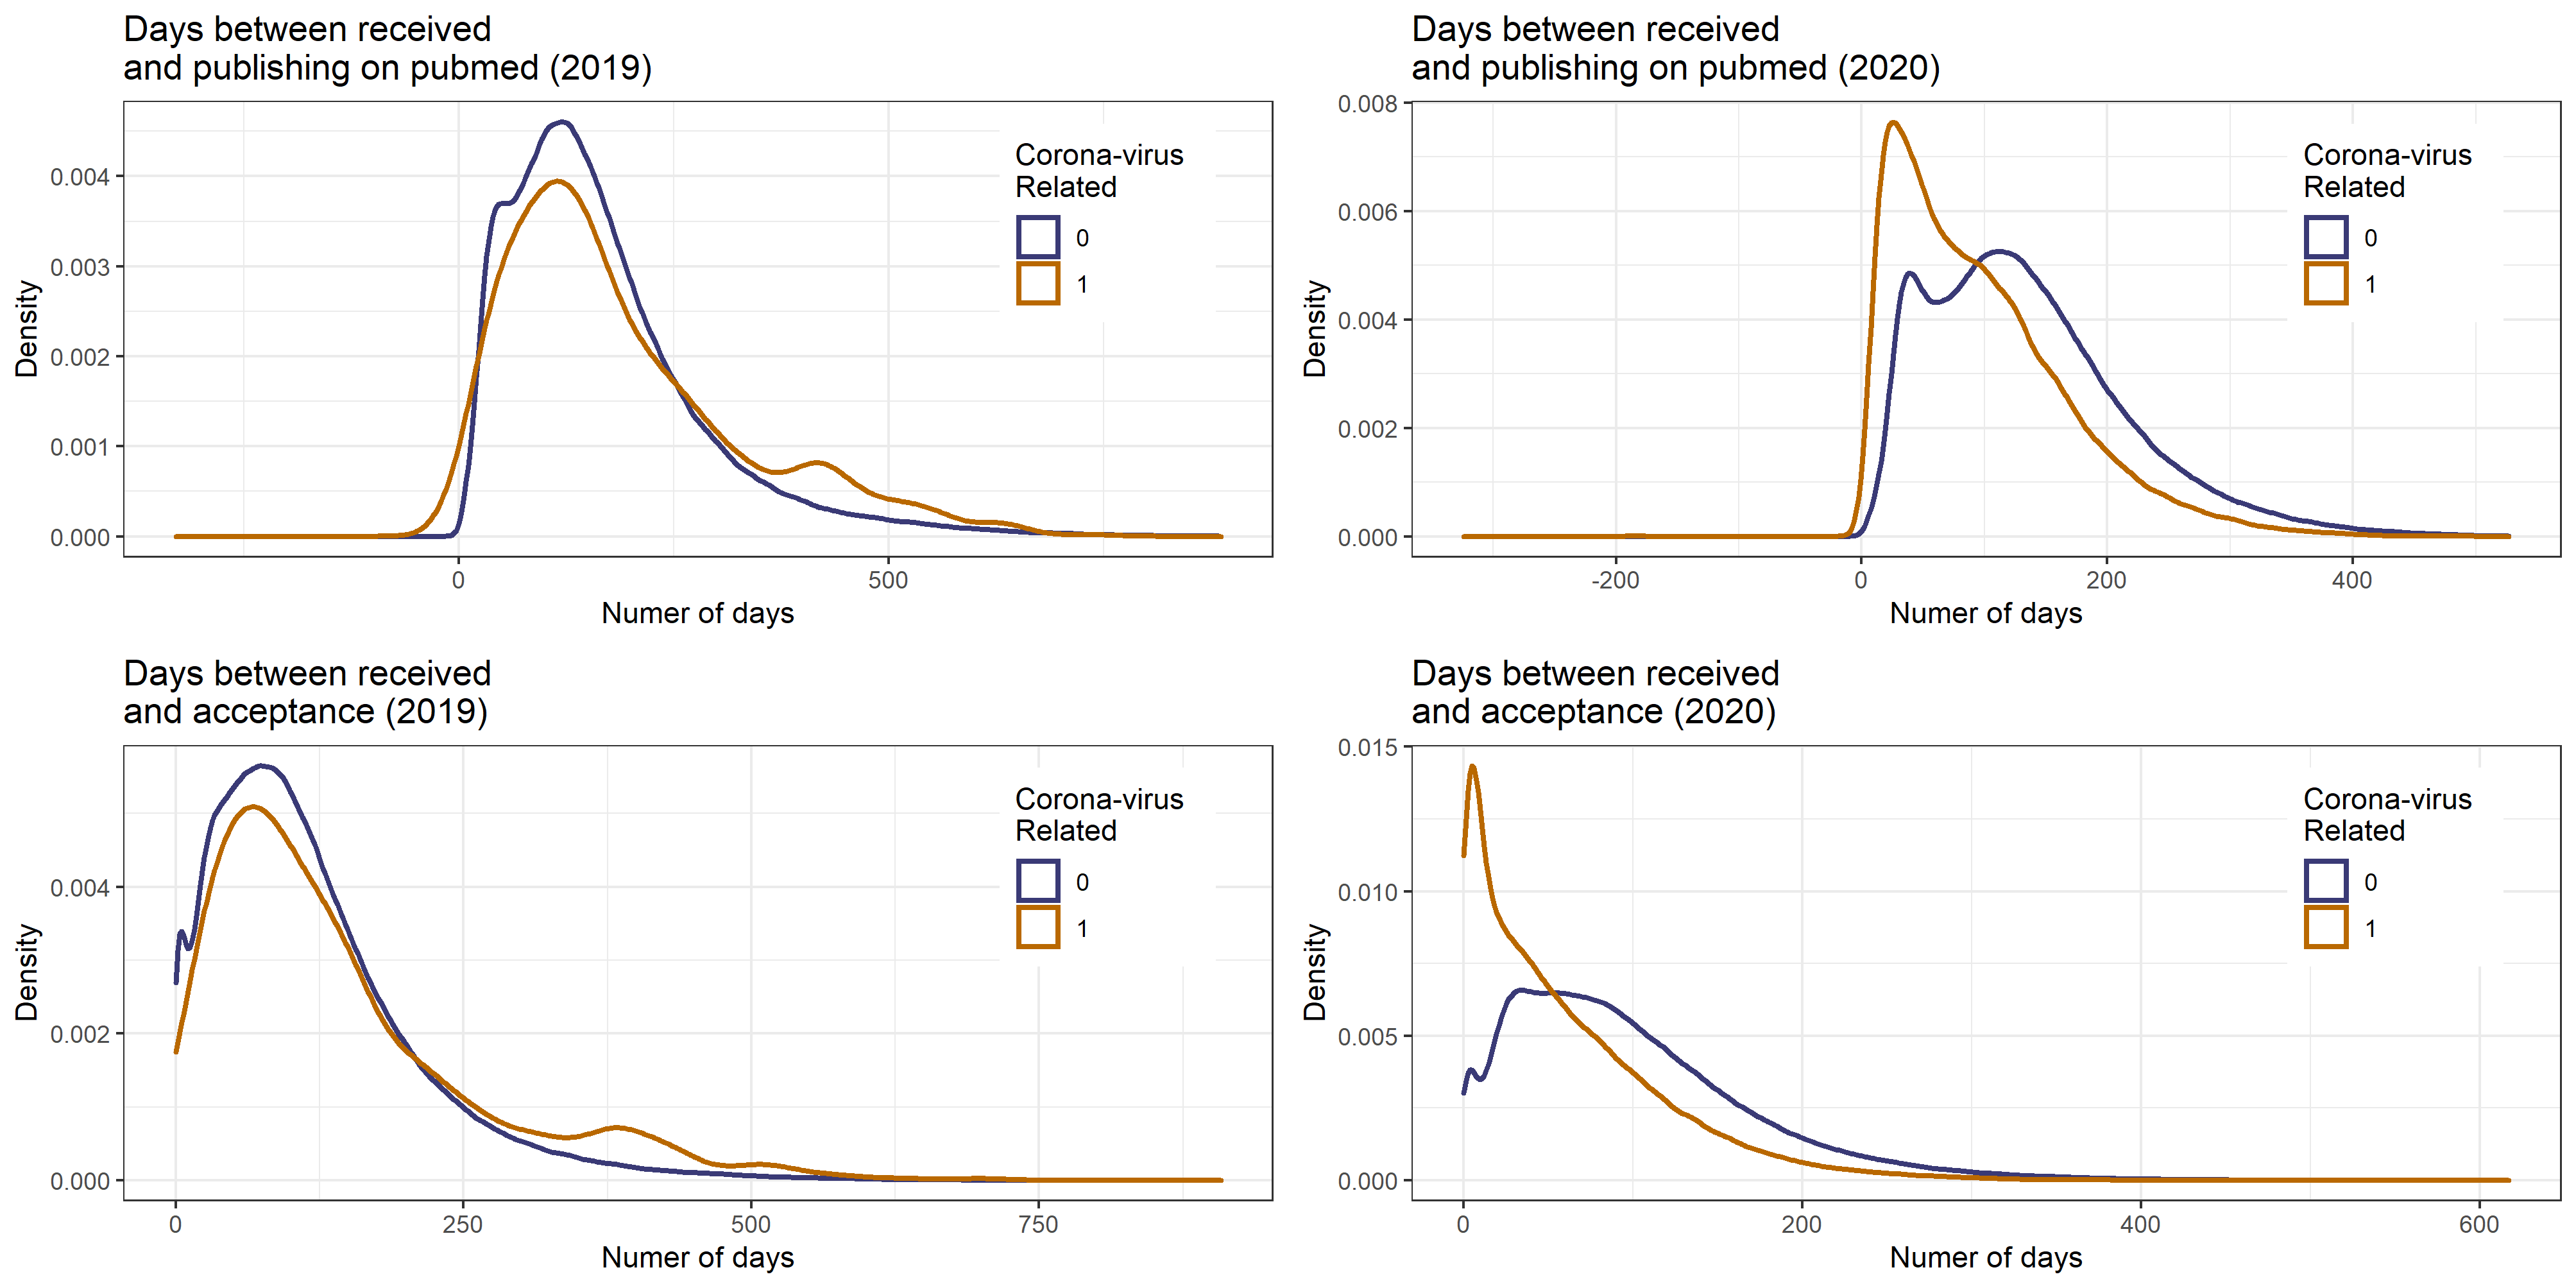 Days between received
and publishing on pubmed (2019)
0.004
0.003
0.002
0.001
0.000
Density
0
500
Numer of days
Corona-virus
Related
0
1
Days between received
and publishing on pubmed (2020)
0.008
0.006
0.004
0.002
0.000
Density
-200
0
200
400
Numer of days
Corona-virus
Related
0
1
Days between received
and acceptance (2019)
0.004
0.002
0.000
Density
0
250
500
750
Numer of days
Corona-virus
Related
0
1
Days between received
and acceptance (2020)
0.015
0.010
0.005
0.000
Density
0
200
400
600
Numer of days
Corona-virus
Related
0
1